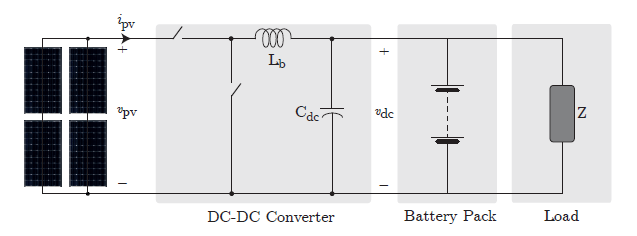 i_pv
+
L_b
+
v_pv
C_dc
v_dc
Z
−
−
DC-DC Converter
Battery Pack
Load